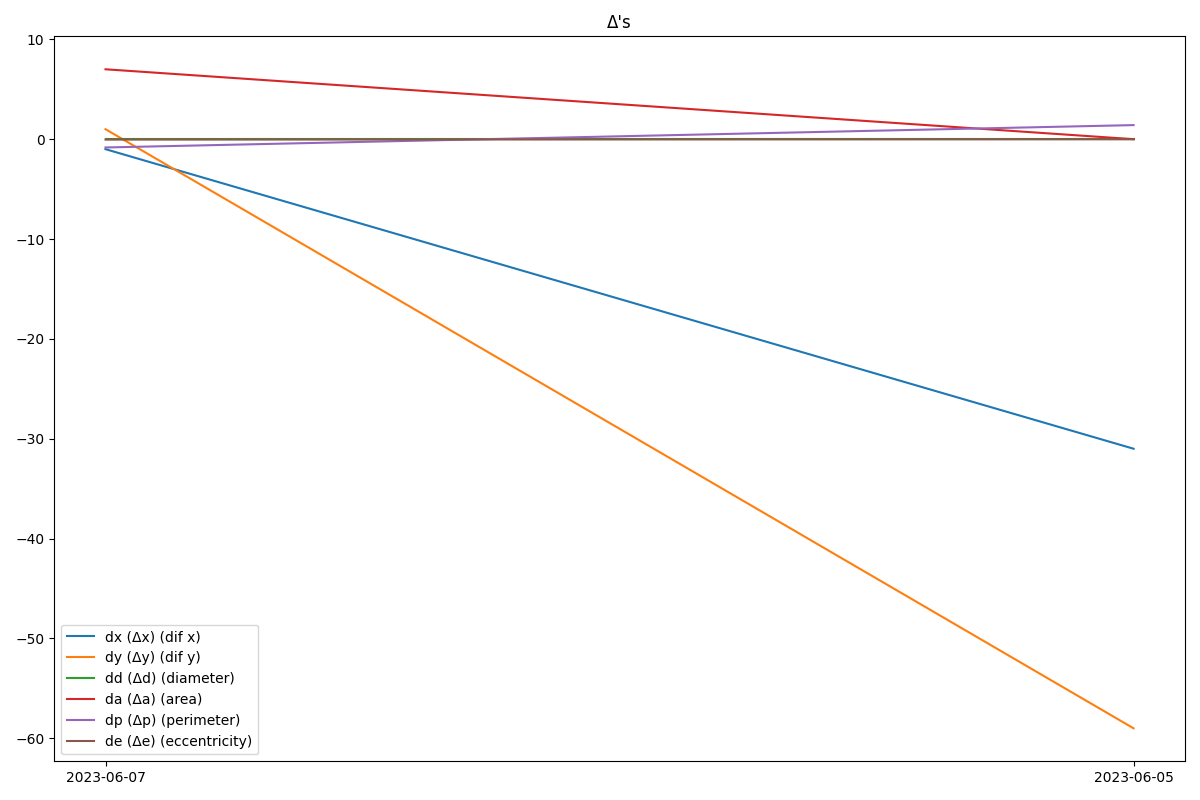 Δ's
10
0
−10
−20
−30
−40
−50
−60
dx (Δx) (dif x)
dy (Δy) (dif y)
dd (Δd) (diameter)
da (Δa) (area)
dp (Δp) (perimeter)
de (Δe) (eccentricity)
2023-06-07 2023-06-05